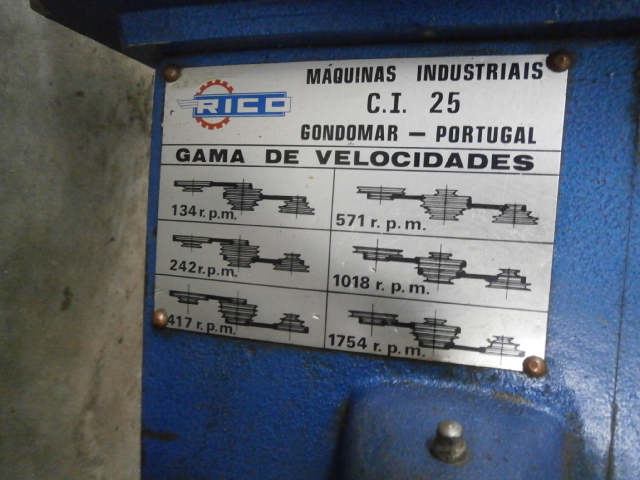 RICO
MÁQUINAS INDUSTRIAIS
C.I. 25
GONDOMAR — PORTUGAL
GAMA DE VELOCIDADES
134 r.p.m.
571 r.p.m.
242 r.p.m.
1018 r.p.m.
417 r.p.m.
1754 r.p.m.